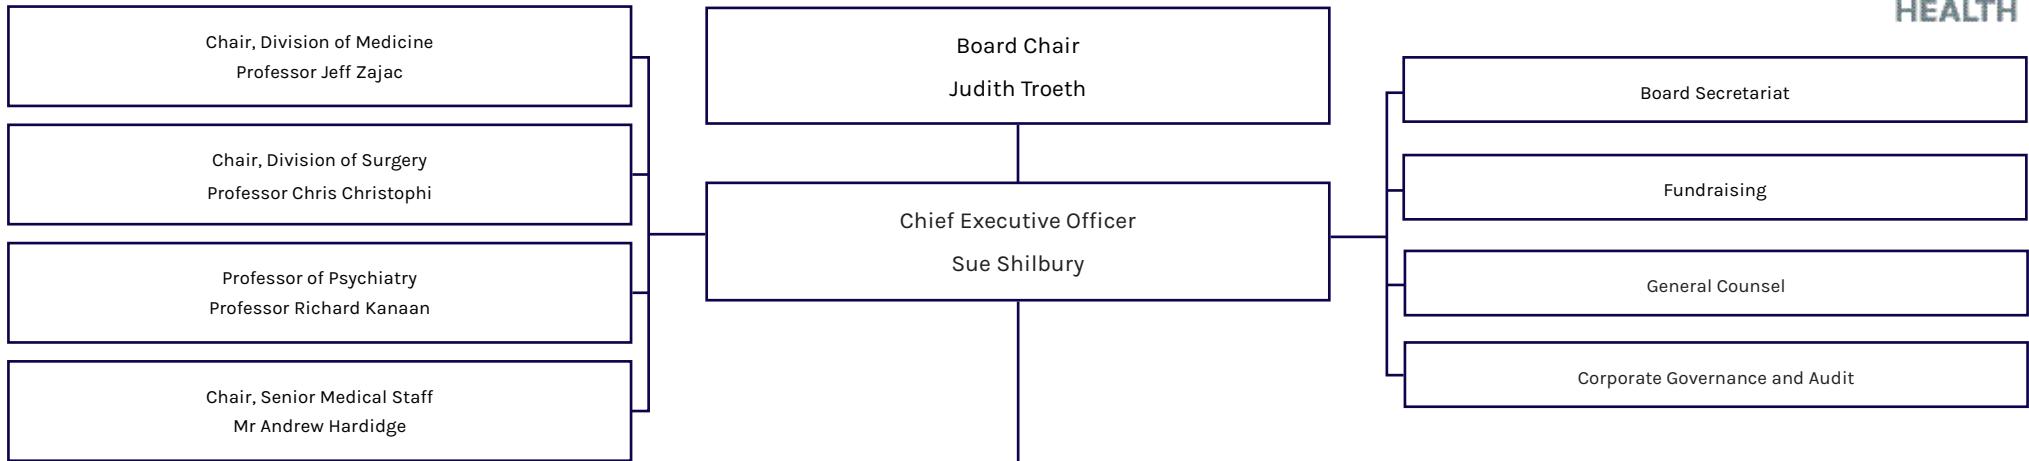 HEALTH
Chair, Division of Medicine
Professor Jeff Zajac
Chair, Division of Surgery
Professor Chris Christophi
Professor of Psychiatry
Professor Richard Kanaan
Chair, Senior Medical Staff
Mr Andrew Hardidge
Board Chair
Judith Troeth
Chief Executive Officer
Sue Shilbury
Board Secretariat
Fundraising
General Counsel
Corporate Governance and Audit